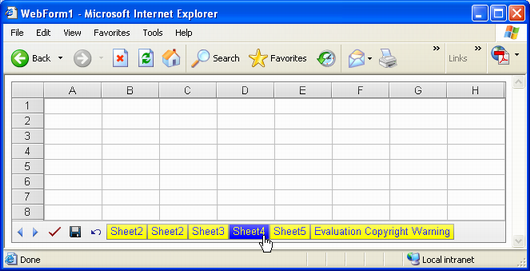 WebForm1 - Microsoft Internet Explorer
File Edit View Favorites Tools Help
Back Search Favorites » Links »
A B C D E F G H
1
2
3
4
5
6
7
8
Sheet2 Sheet2 Sheet3 Sheet4 Sheet5 Evaluation Copyright Warning
Done Local intranet